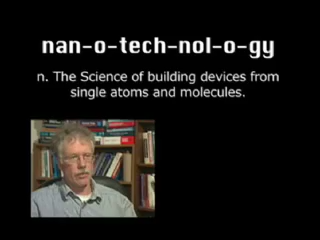 nan-o-tech-nol-o-gy
n. The Science of building devices from
single atoms and molecules.